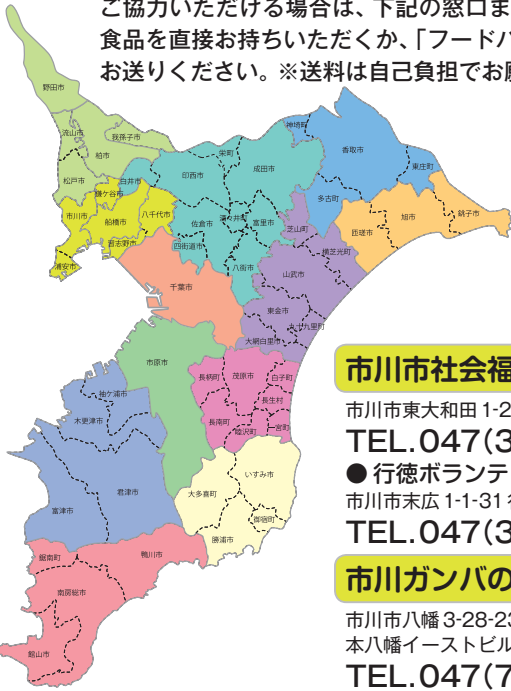 ご協力いただける場合は、下記の窓口ま
食品を直接お持ちいただくか、「フードバ
お送りください。※送料は自己負担でお願
野田市
流山市
我孫子市
柏市
松戸市
鎌ケ谷市
白井市
市川市
船橋市
八千代市
習志野市
浦安市
印西市
栄町
成田市
神崎町
香取市
東庄町
多古町
佐倉市
酒々井町
富里市
四街道市
八街市
芝山町
横芝光町
匝瑳市
旭市
銚子市
千葉市
山武市
東金市
九十九里町
大網白里市
市原市
長柄町
茂原市
白子町
長生村
長南町
睦沢町
一宮町
袖ケ浦市
木更津市
君津市
富津市
いすみ市
大多喜町
御宿町
勝浦市
鋸南町
鴨川市
南房総市
館山市
市川市社会福
市川市東大和田 1-2
TEL.047(3
● 行徳ボランテ
市川市末広 1-1-31 行
TEL.047(3
市川ガンバの
市川市八幡 3-28-23
本八幡イーストビル
TEL.047(7